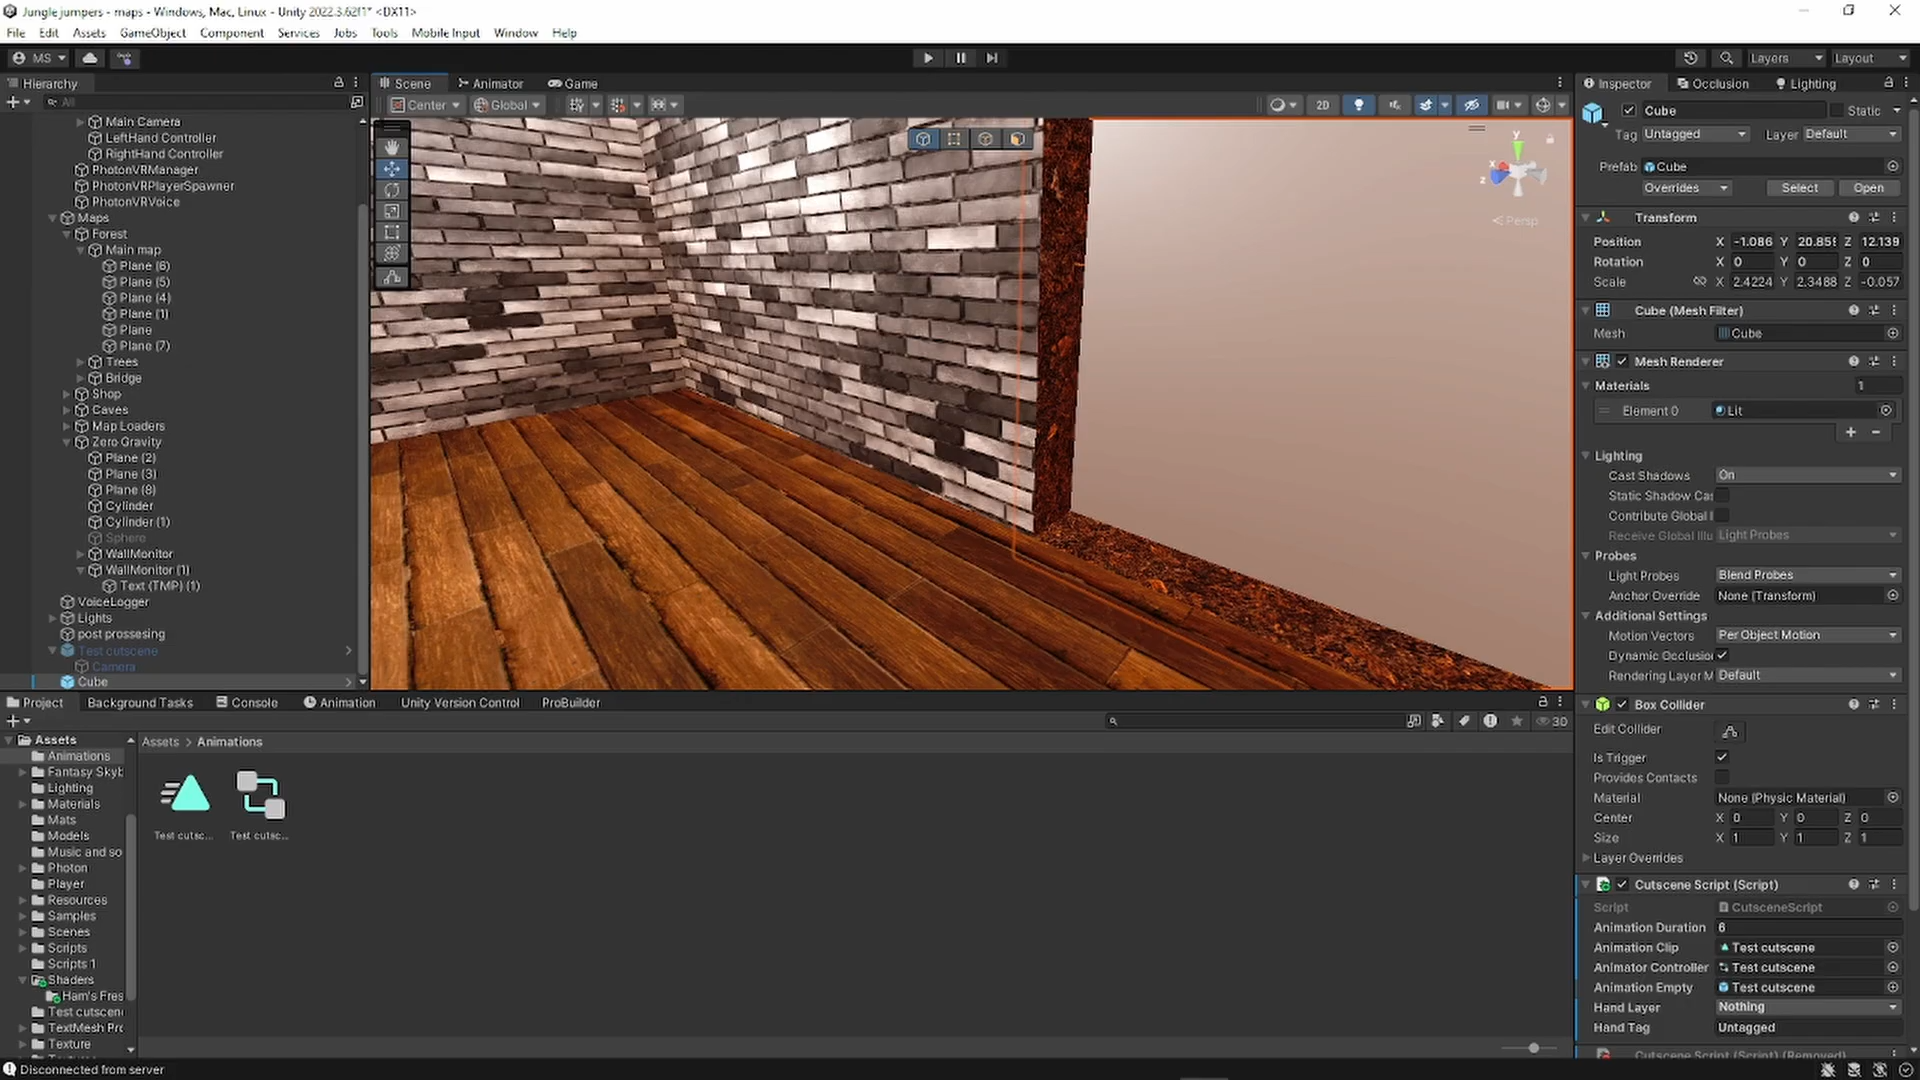 Jungle jumpers - maps - Windows, Mac, Linux - Unity 2022.3.62f1* <DX11>
File Edit Assets GameObject Component Services Jobs Tools Mobile Input Window Help
MS Layers Layout
Hierarchy Scene Animator Game Inspector Occlusion Lighting
All Center Global 2D
Cube Static
Tag Untagged Layer Default
Prefab Cube
Overrides Select Open
Main Camera
LeftHand Controller
RightHand Controller
PhotonVRManager
PhotonVRPlayerSpawner
PhotonVRVoice
Maps
Forest
Main map
Plane (6)
Plane (5)
Plane (4)
Plane (1)
Plane
Plane (7)
Trees
Bridge
Shop
Caves
Map Loaders
Zero Gravity
Plane (2)
Plane (3)
Plane (8)
Cylinder
Cylinder (1)
Sphere
WallMonitor
WallMonitor (1)
Text (TMP) (1)
VoiceLogger
Lights
post prossesing
Test cutscene
Camera
Cube
y
x
z
< Persp
Transform
Position X -1.086 Y 20.85 Z 12.139
Rotation X 0 Y 0 Z 0
Scale X 2.4224 Y 2.3488 Z -0.057
Cube (Mesh Filter)
Mesh Cube
Mesh Renderer
Materials 1
Element 0 Lit
+ -
Lighting
Cast Shadows On
Static Shadow Cas
Contribute Global I
Receive Global Illu Light Probes
Probes
Light Probes Blend Probes
Anchor Override None (Transform)
Additional Settings
Motion Vectors Per Object Motion
Dynamic Occlusio
Rendering Layer M Default
Box Collider
Edit Collider
Is Trigger
Provides Contacts
Material None (Physic Material)
Center X 0 Y 0 Z 0
Size X 1 Y 1 Z 1
Layer Overrides
Cutscene Script (Script)
Script CutsceneScript
Animation Duration 6
Animation Clip Test cutscene
Animator Controller Test cutscene
Animation Empty Test cutscene
Hand Layer Nothing
Hand Tag Untagged
Cutscene Script (Script) (Removed)
Project Background Tasks Console Animation Unity Version Control ProBuilder
30
Assets
Animations
Fantasy Skyb
Lighting
Materials
Mats
Models
Music and so
Photon
Player
Resources
Samples
Scenes
Scripts
Scripts 1
Shaders
Ham's Fres
Test cutscen
TextMesh Pro
Texture
Assets > Animations
Test cutsc... Test cutsc...
Disconnected from server